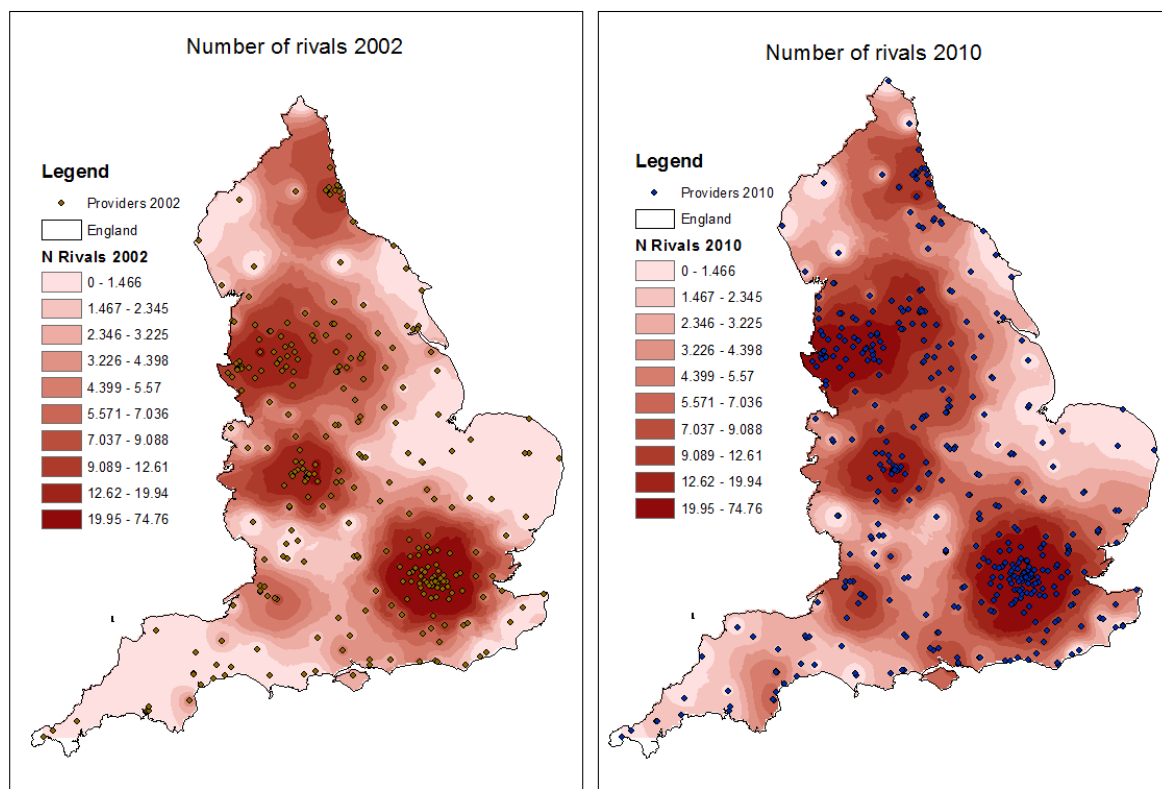 Number of rivals 2002
Legend
Providers 2002
England
N Rivals 2002
0 - 1.466
1.467 - 2.345
2.346 - 3.225
3.226 - 4.398
4.399 - 5.57
5.571 - 7.036
7.037 - 9.088
9.089 - 12.61
12.62 - 19.94
19.95 - 74.76
Number of rivals 2010
Legend
Providers 2010
England
N Rivals 2010
0 - 1.466
1.467 - 2.345
2.346 - 3.225
3.226 - 4.398
4.399 - 5.57
5.571 - 7.036
7.037 - 9.088
9.089 - 12.61
12.62 - 19.94
19.95 - 74.76